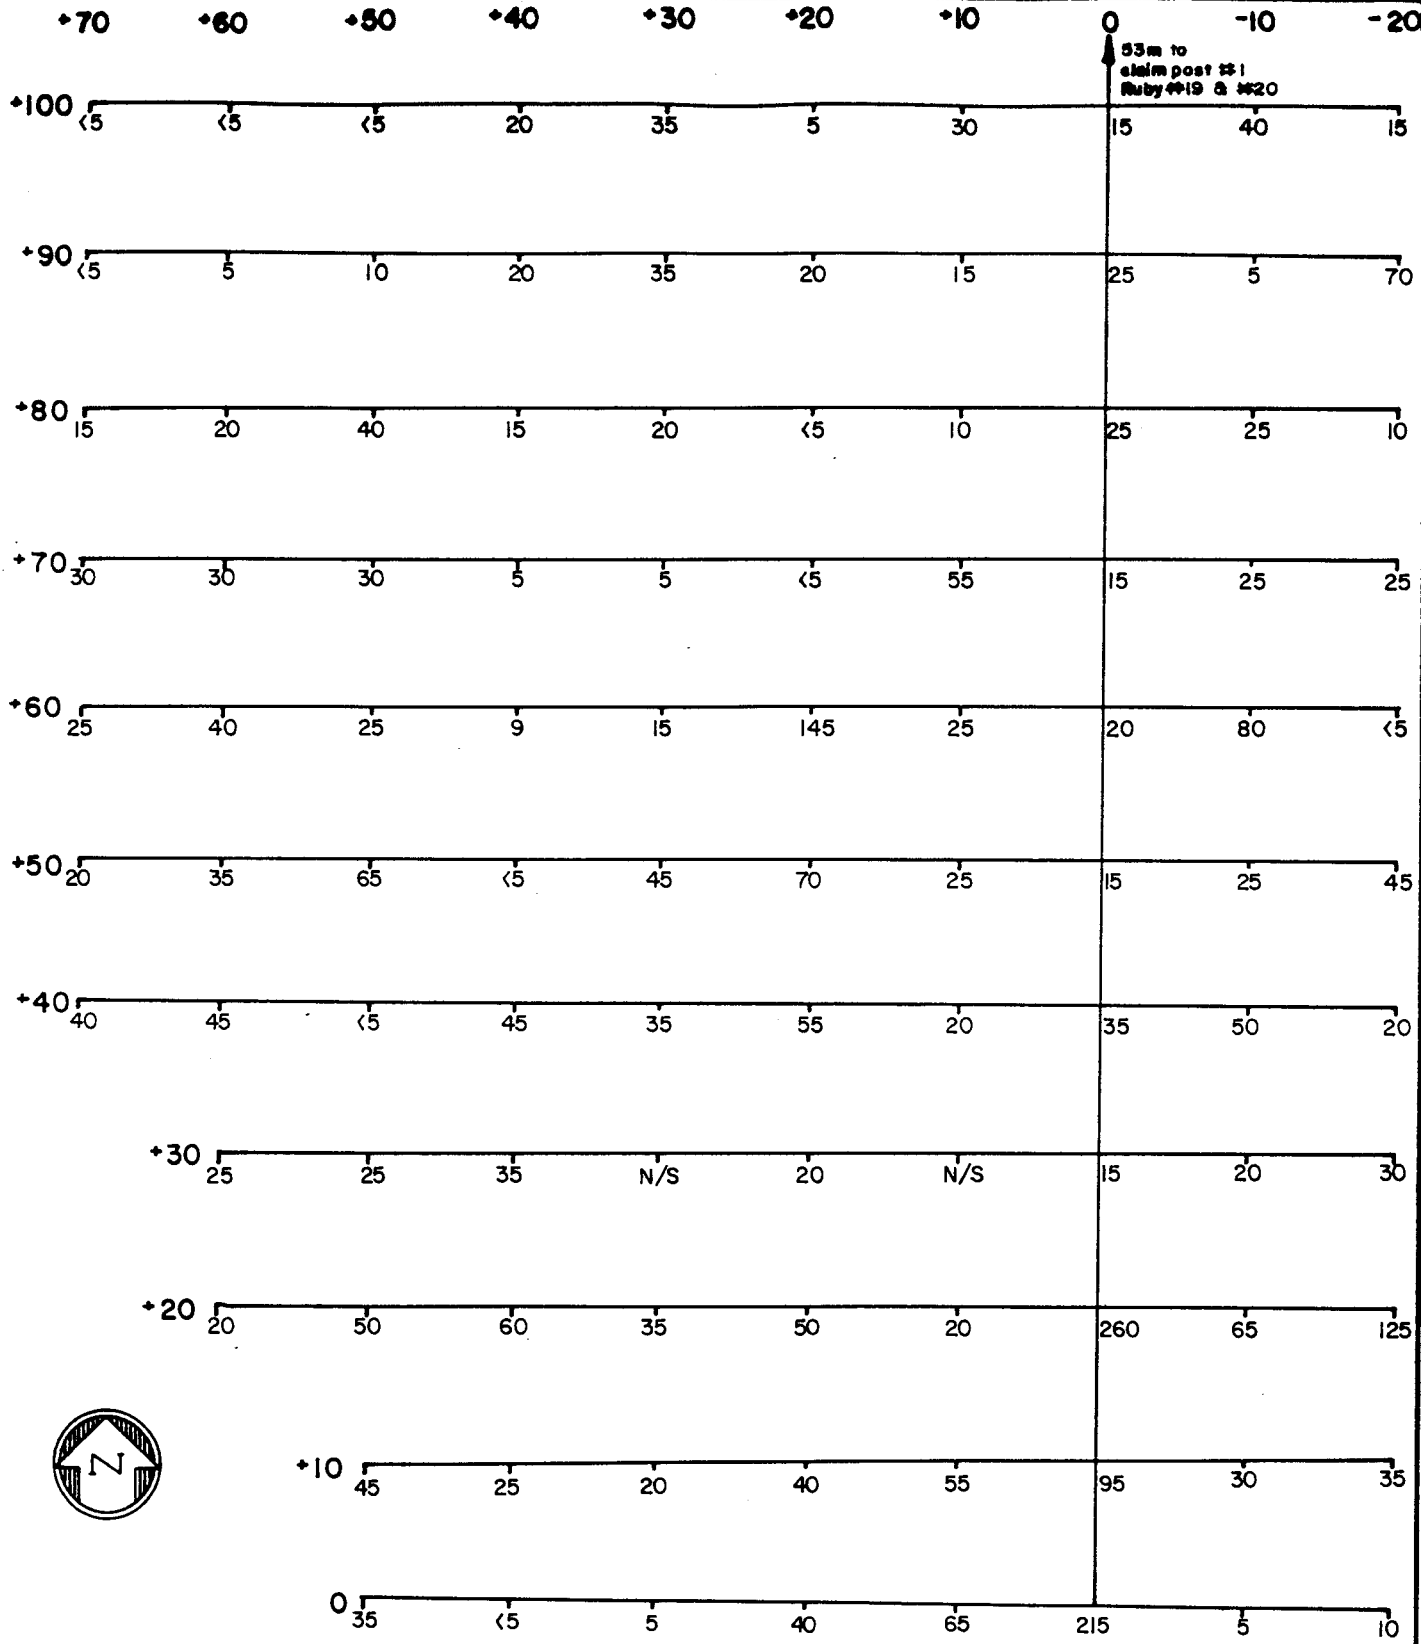 +70 +60 +50 +40 +30 +20 +10 0 -10 -20
53m to
claim post #1
Ruby #19 & #20
+100
<5 <5 <5 20 35 5 30 15 40 15
+90
<5 5 10 20 35 20 15 25 5 70
+80
15 20 40 15 20 <5 10 25 25 10
+70
30 30 30 5 5 <5 55 15 25 25
+60
25 40 25 9 15 145 25 20 80 <5
+50
20 35 65 <5 45 70 25 15 25 45
+40
40 45 <5 45 35 55 20 35 50 20
+30
25 25 35 N/S 20 N/S 15 20 30
+20
20 50 60 35 50 20 260 65 125
N
+10
45 25 20 40 55 95 30 35
0
35 <5 5 40 65 215 5 10